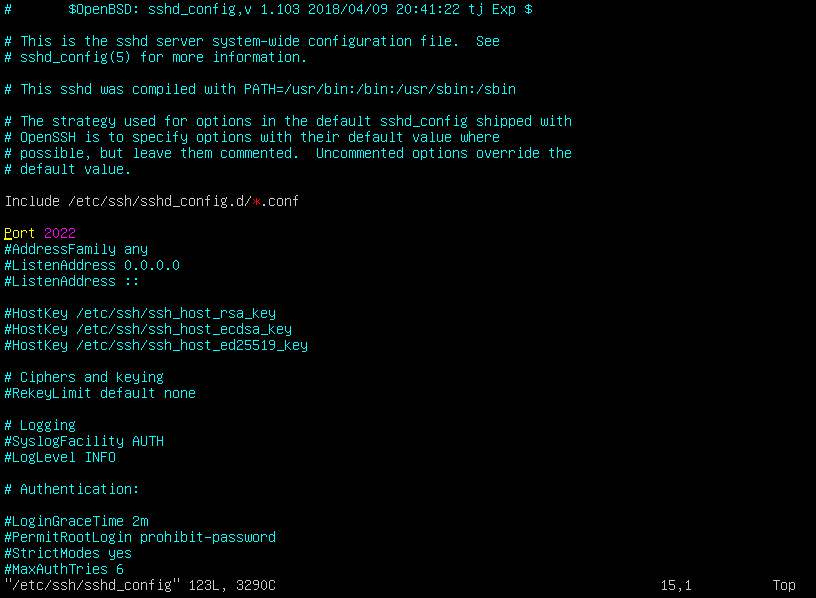 #       $OpenBSD: sshd_config,v 1.103 2018/04/09 20:41:22 tj Exp $
# This is the sshd server system-wide configuration file.  See
# sshd_config(5) for more information.
# This sshd was compiled with PATH=/usr/bin:/bin:/usr/sbin:/sbin
# The strategy used for options in the default sshd_config shipped with
# OpenSSH is to specify options with their default value where
# possible, but leave them commented.  Uncommented options override the
# default value.
Include /etc/ssh/sshd_config.d/*.conf
Port 2022
#AddressFamily any
#ListenAddress 0.0.0.0
#ListenAddress ::
#HostKey /etc/ssh/ssh_host_rsa_key
#HostKey /etc/ssh/ssh_host_ecdsa_key
#HostKey /etc/ssh/ssh_host_ed25519_key
# Ciphers and keying
#RekeyLimit default none
# Logging
#SyslogFacility AUTH
#LogLevel INFO
# Authentication:
#LoginGraceTime 2m
#PermitRootLogin prohibit-password
#StrictModes yes
#MaxAuthTries 6
"/etc/ssh/sshd_config" 123L, 3290C 15,1 Top